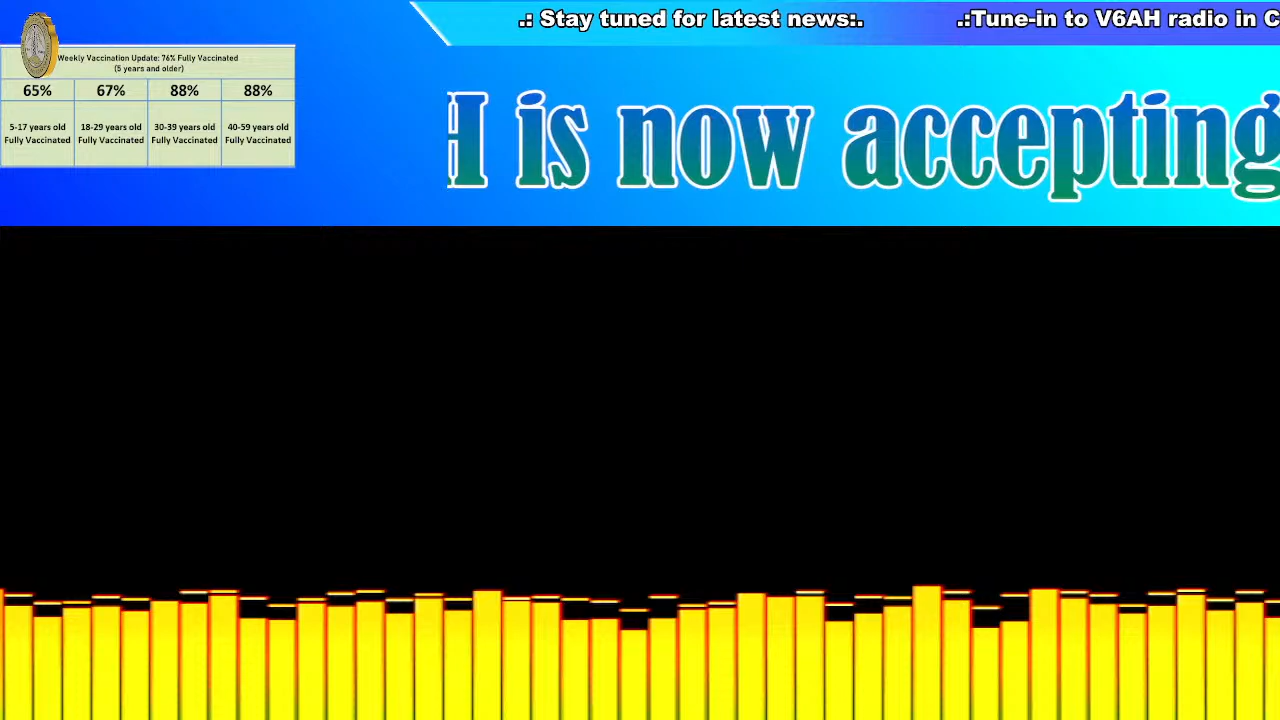 .: Stay tuned for latest news:. .:Tune-in to V6AH radio in C
Weekly Vaccination Update: 76% Fully Vaccinated
(5 years and older)
65% 67% 88% 88%
5-17 years old 18-29 years old 30-39 years old 40-59 years old
Fully Vaccinated Fully Vaccinated Fully Vaccinated Fully Vaccinated
H is now accepting